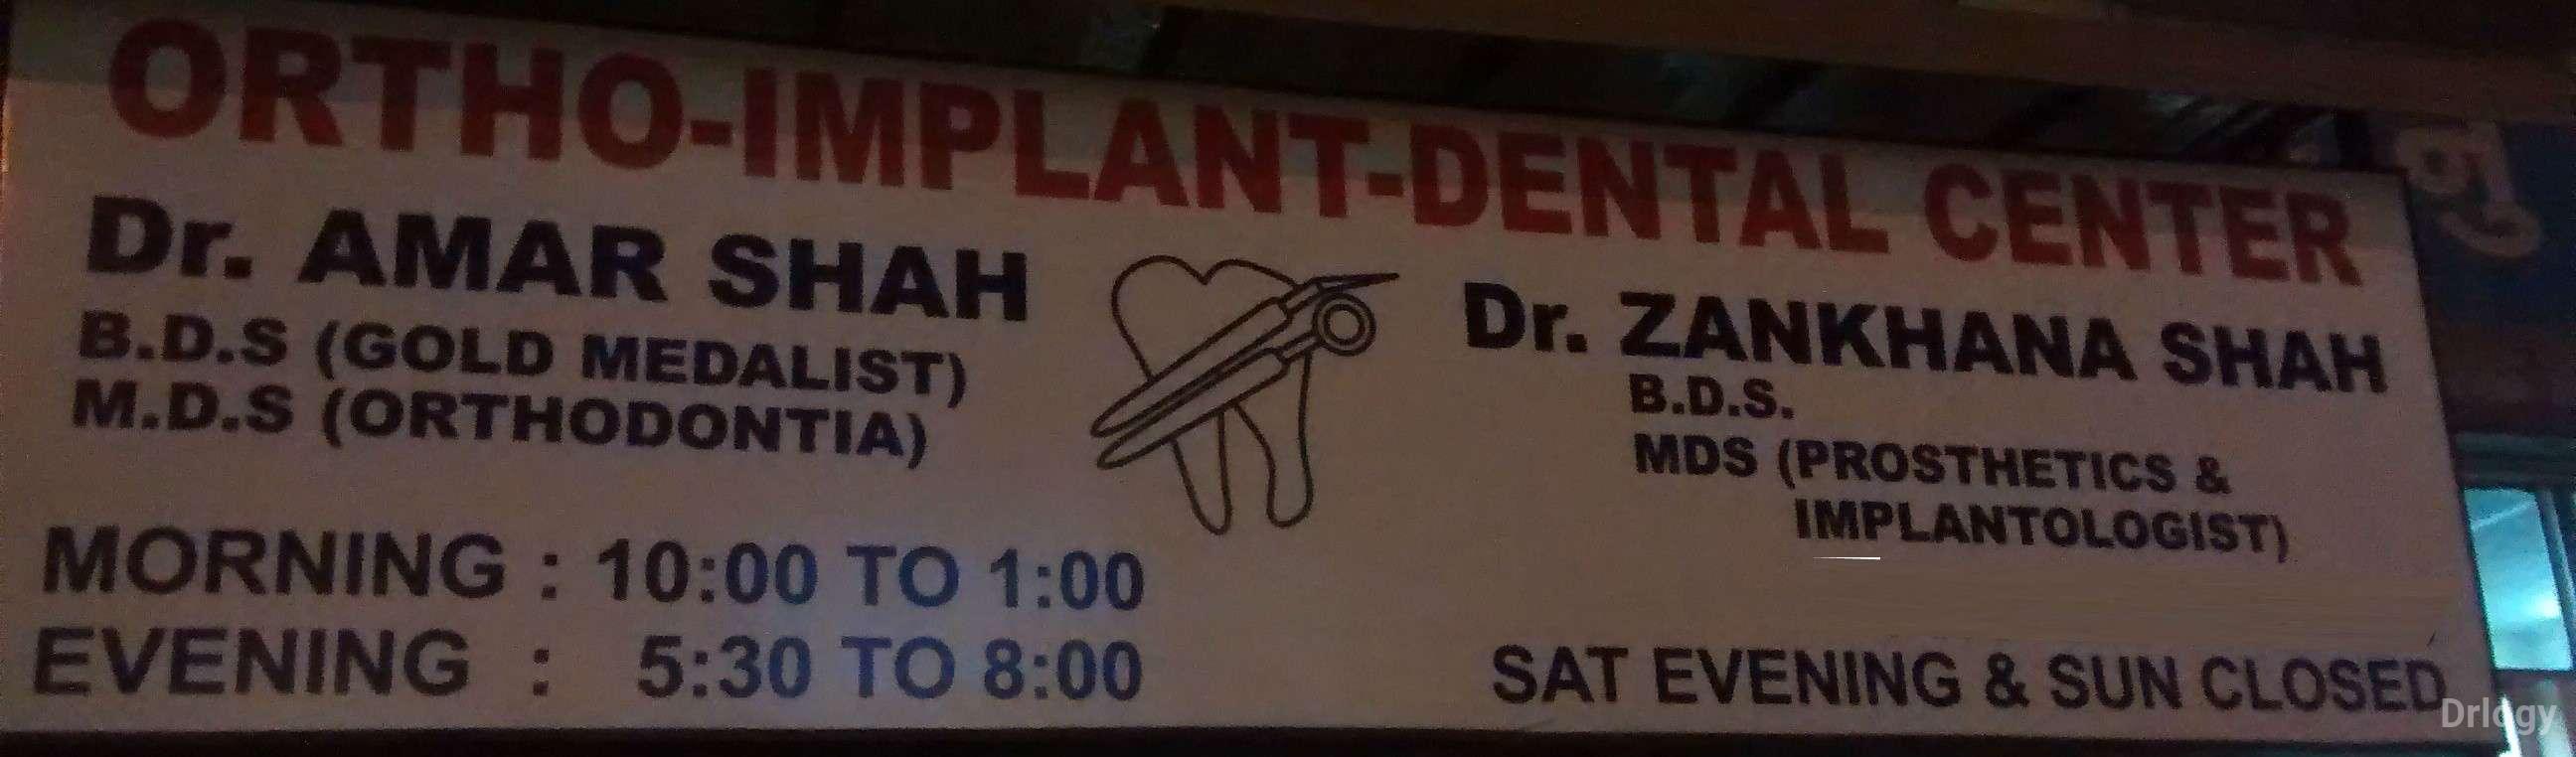 ORTHO-IMPLANT-DENTAL CENTER
Dr. AMAR SHAH
B.D.S (GOLD MEDALIST)
M.D.S (ORTHODONTIA)
Dr. ZANKHANA SHAH
B.D.S.
MDS (PROSTHETICS &
IMPLANTOLOGIST)
MORNING : 10:00 TO 1:00
EVENING : 5:30 TO 8:00
SAT EVENING & SUN CLOSED
Drlogy